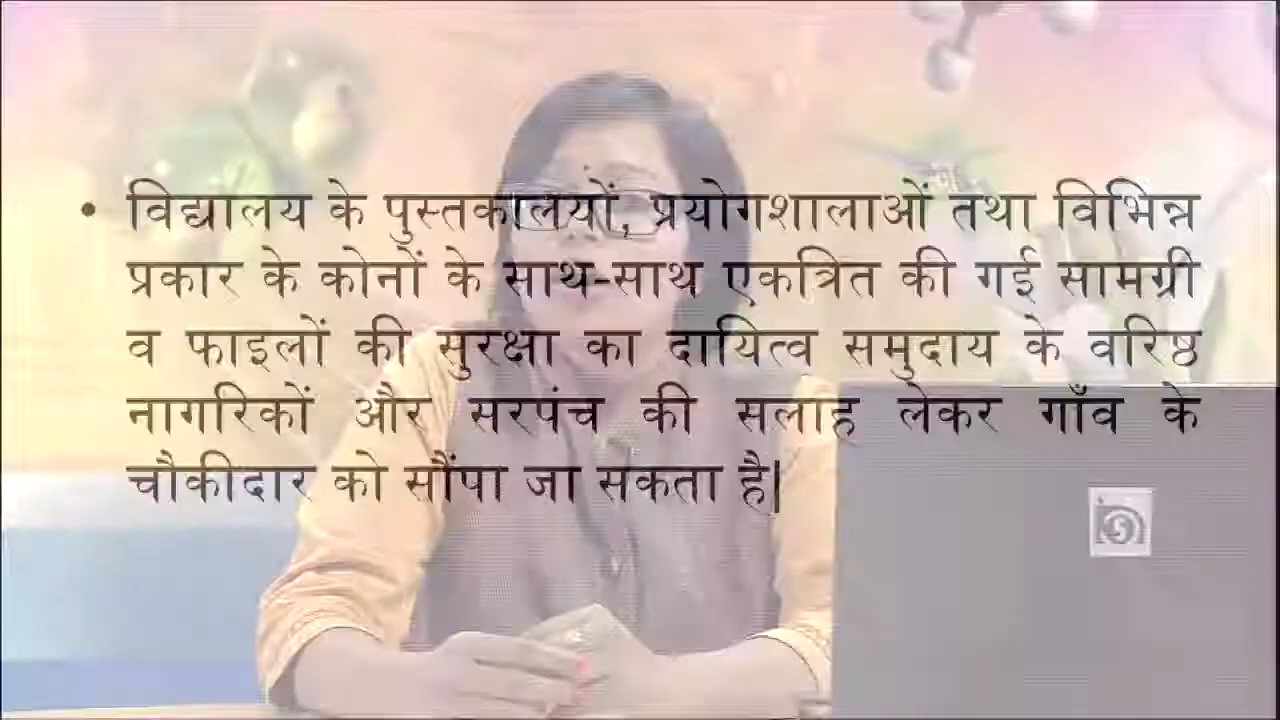 • विद्यालय के पुस्तकालयों, प्रयोगशालाओं तथा विभिन्न
प्रकार के कोनों के साथ-साथ एकत्रित की गई सामग्री
व फाइलों की सुरक्षा का दायित्व समुदाय के वरिष्ठ
नागरिकों और सरपंच की सलाह लेकर गाँव के
चौकीदार को सौंपा जा सकता है|